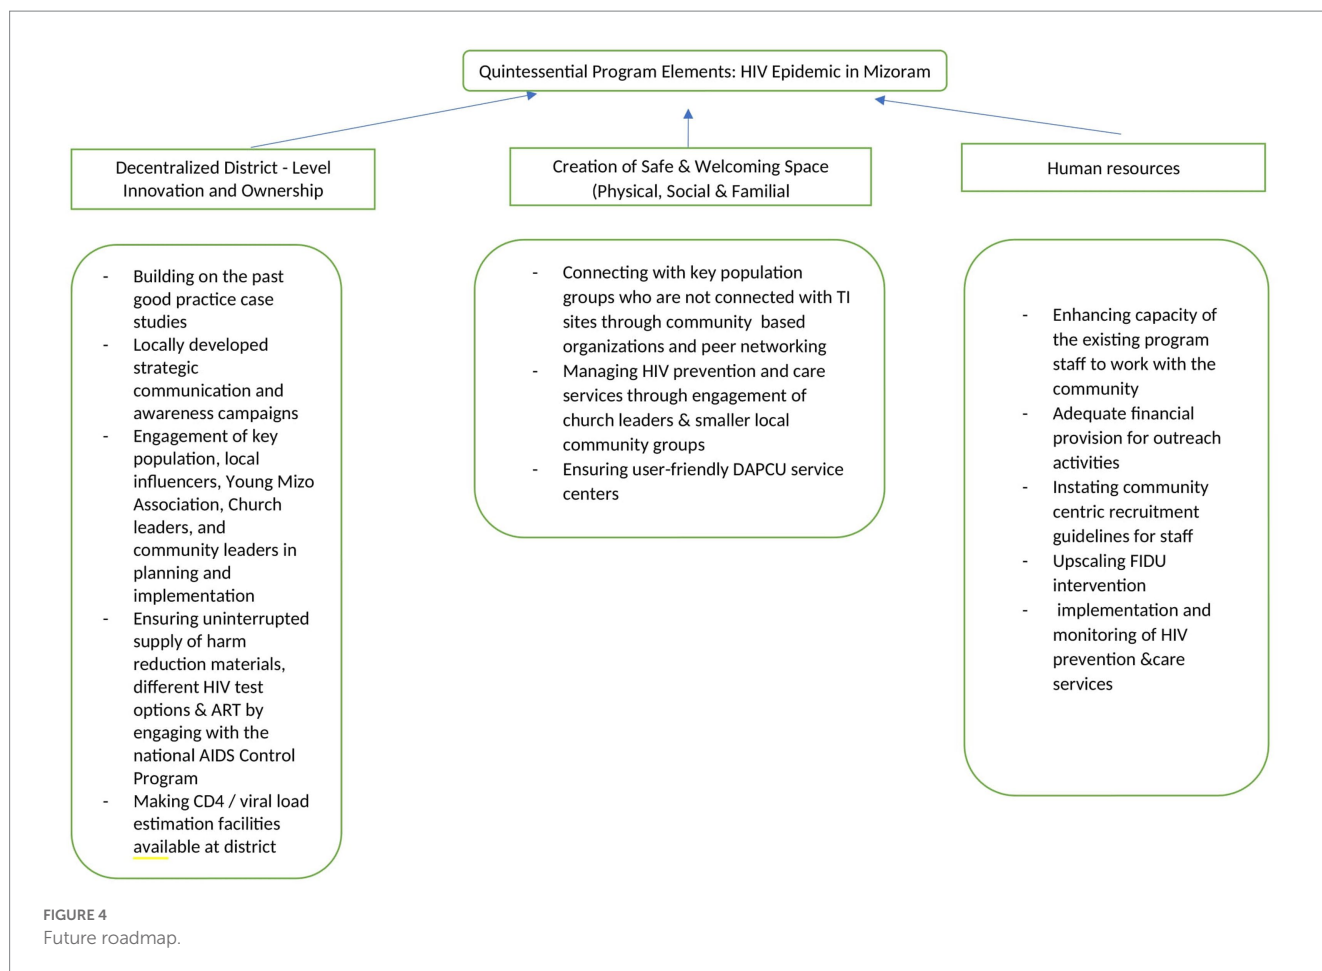 Quintessential Program Elements: HIV Epidemic in Mizoram
Decentralized District - Level
Innovation and Ownership
Creation of Safe & Welcoming Space
(Physical, Social & Familial
Human resources
- Building on the past
good practice case
studies
- Locally developed
strategic
communication and
awareness campaigns
- Engagement of key
population, local
influencers, Young Mizo
Association, Church
leaders, and
community leaders in
planning and
implementation
- Ensuring uninterrupted
supply of harm
reduction materials,
different HIV test
options & ART by
engaging with the
national AIDS Control
Program
- Making CD4 / viral load
estimation facilities
available at district
- Connecting with key population
groups who are not connected with TI
sites through community based
organizations and peer networking
- Managing HIV prevention and care
services through engagement of
church leaders & smaller local
community groups
- Ensuring user-friendly DAPCU service
centers
- Enhancing capacity of
the existing program
staff to work with the
community
- Adequate financial
provision for outreach
activities
- Instating community
centric recruitment
guidelines for staff
- Upscaling FIDU
intervention
- implementation and
monitoring of HIV
prevention &care
services
FIGURE 4
Future roadmap.